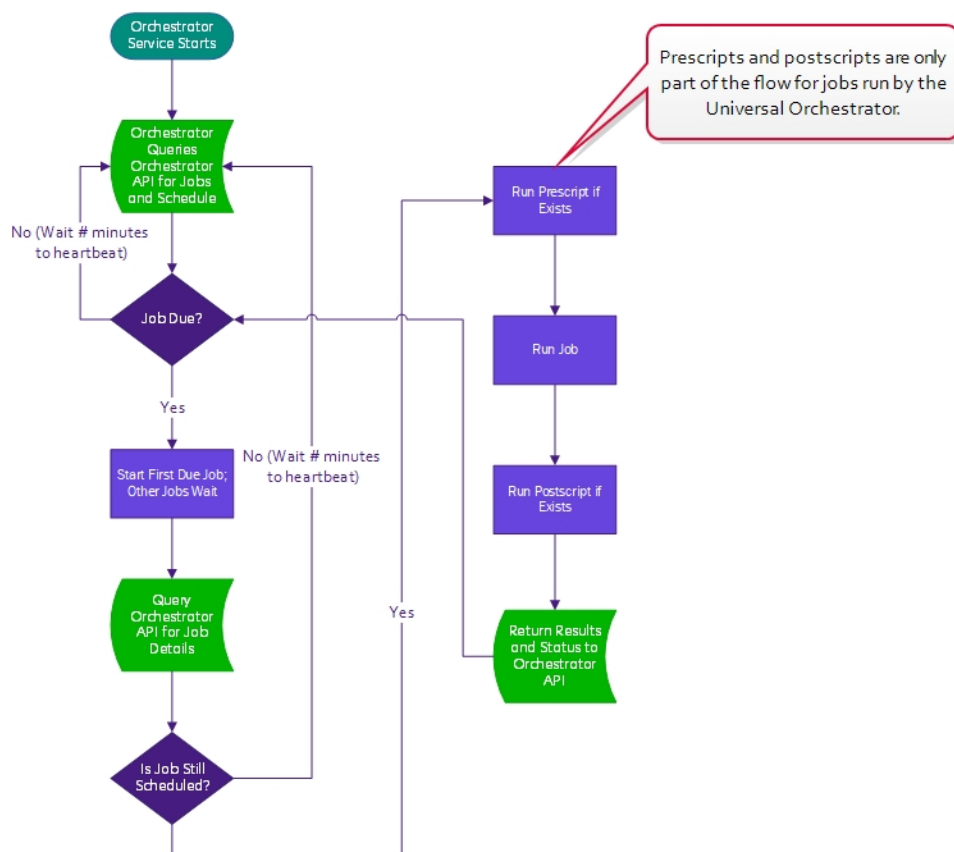 Orchestrator
Service Starts
Prescripts and postscripts are only
part of the flow for jobs run by the
Universal Orchestrator.
Orchestrator
Queries
Orchestrator
API for Jobs
and Schedule
Run Prescript if
Exists
No (Wait # minutes
to heartbeat)
Job Due?
Run Job
Yes
No (Wait # minutes
to heartbeat)
Start First Due Job;
Other Jobs Wait
Run Postscript if
Exists
Query
Orchestrator
API for Job
Details
Yes
Return Results
and Status to
Orchestrator
API
Is Job Still
Scheduled?